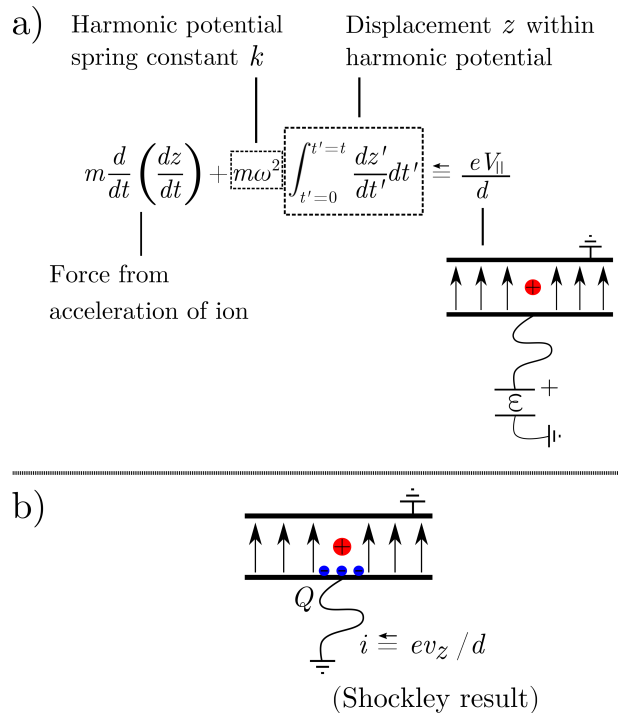 a)
Harmonic potential
spring constant k
Displacement z within
harmonic potential
m d/dt (dz/dt) + mω² ∫_{t'=0}^{t'=t} dz'/dt' dt' ⩮ eV_{||}/d
Force from
acceleration of ion
+
ε +
b)
+
Q
i ⩮ ev_z / d
(Shockley result)